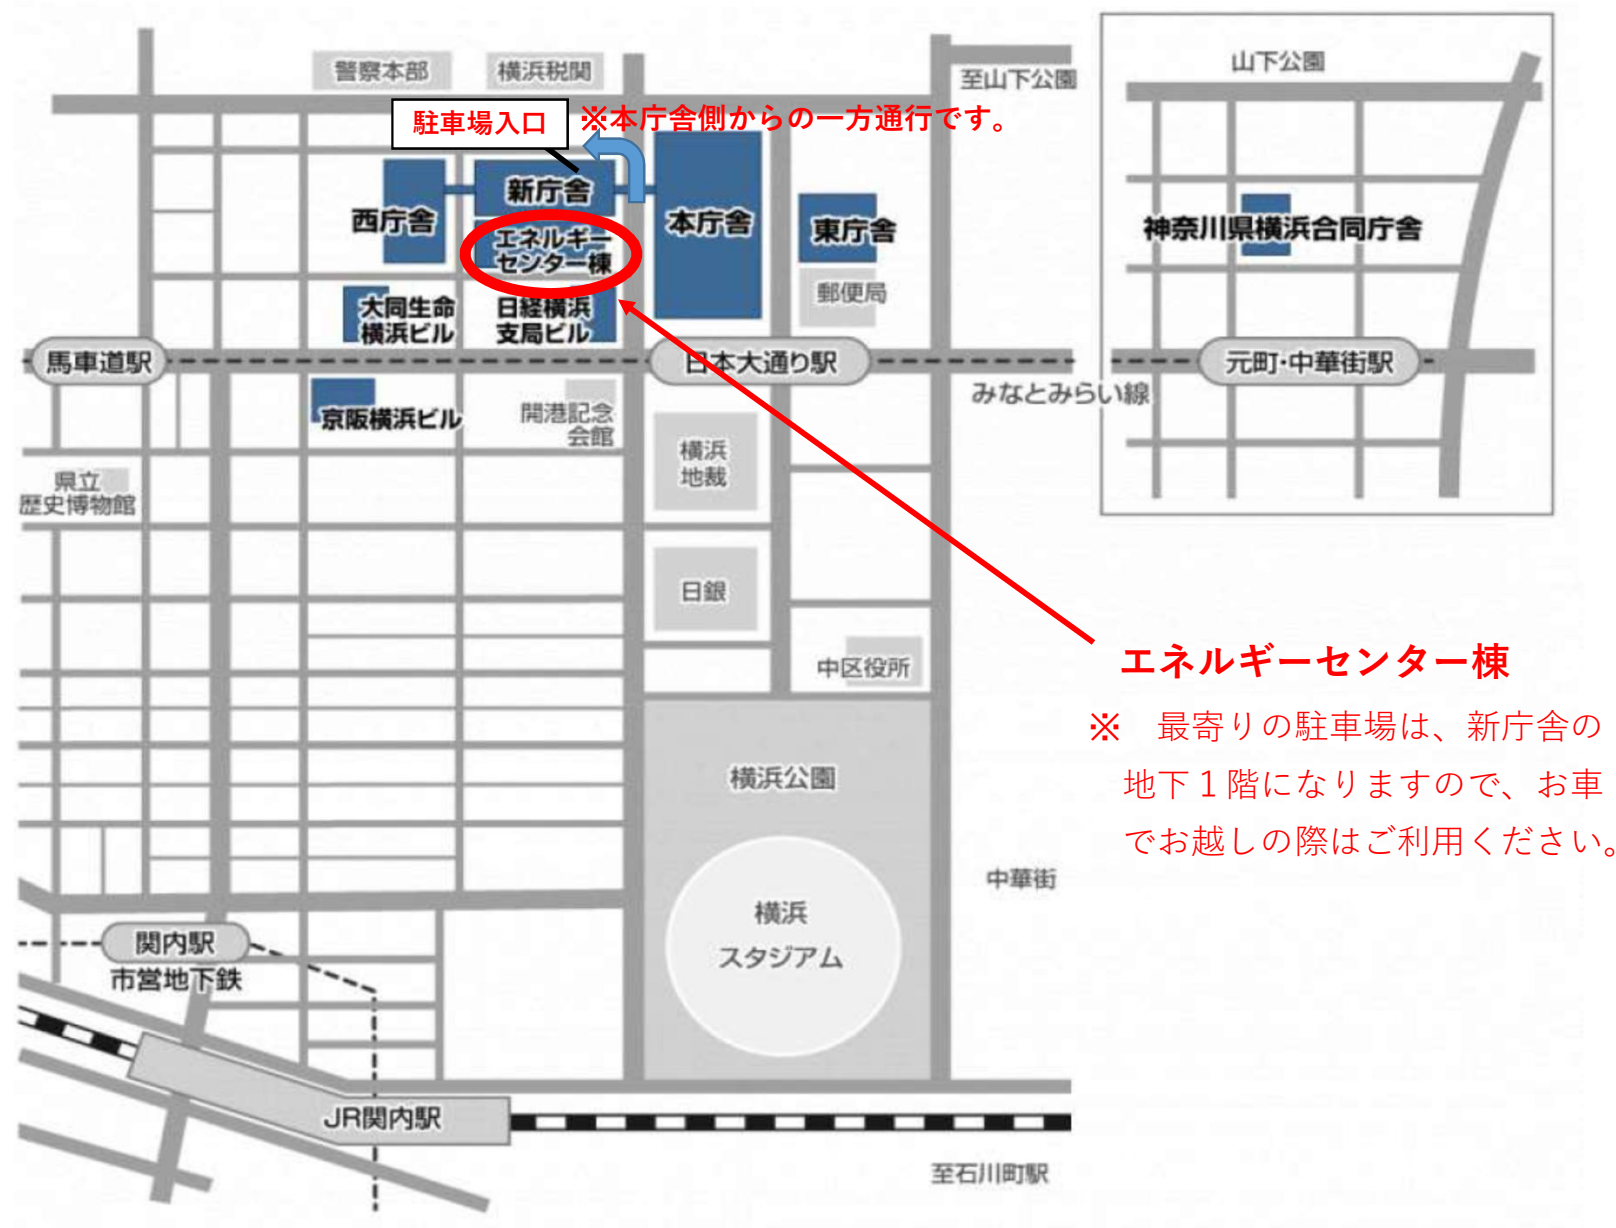 警察本部
横浜税関
至山下公園
山下公園
駐車場入口
※本庁舎側からの一方通行です。
新庁舎
西庁舎
本庁舎
東庁舎
神奈川県横浜合同庁舎
エネルギー
センター棟
郵便局
大同生命
横浜ビル
日経横浜
支局ビル
馬車道駅
日本大通り駅
元町・中華街駅
みなとみらい線
京阪横浜ビル
開港記念
会館
横浜
地裁
県立
歴史博物館
日銀
中区役所
エネルギーセンター棟
※ 最寄りの駐車場は、新庁舎の
地下1階になりますので、お車
でお越しの際はご利用ください。
横浜公園
中華街
横浜
スタジアム
関内駅
市営地下鉄
JR関内駅
至石川町駅